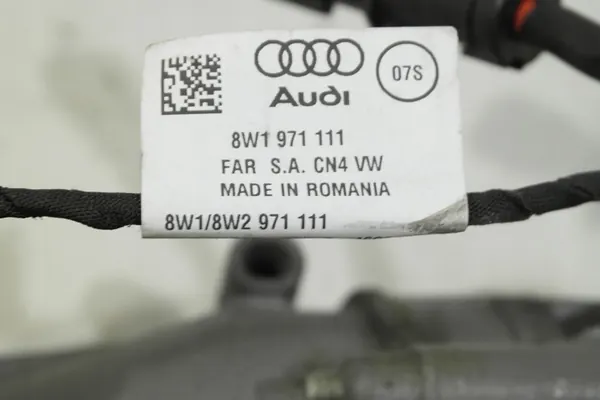 07S
Audi
8W1 971 111
FAR S.A. CN4 VW
MADE IN ROMANIA
8W1/8W2 971 111